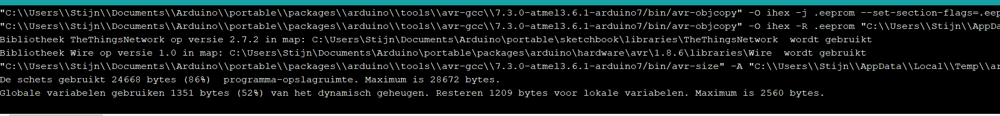 "C:\\Users\\Stijn\\Documents\\Arduino\\portable\\packages\\arduino\\tools\\avr-gcc\\7.3.0-atmel3.6.1-arduino7/bin/avr-objcopy" -O ihex -j .eeprom --set-section-flags=.eep
"C:\\Users\\Stijn\\Documents\\Arduino\\portable\\packages\\arduino\\tools\\avr-gcc\\7.3.0-atmel3.6.1-arduino7/bin/avr-objcopy" -O ihex -R .eeprom "C:\\Users\\Stijn\\AppDa
Bibliotheek TheThingsNetwork op versie 2.7.2 in map: C:\Users\Stijn\Documents\Arduino\portable\sketchbook\libraries\TheThingsNetwork  wordt gebruikt
Bibliotheek Wire op versie 1.0 in map: C:\Users\Stijn\Documents\Arduino\portable\packages\arduino\hardware\avr\1.8.6\libraries\Wire  wordt gebruikt
"C:\\Users\\Stijn\\Documents\\Arduino\\portable\\packages\\arduino\\tools\\avr-gcc\\7.3.0-atmel3.6.1-arduino7/bin/avr-size" -A "C:\\Users\\Stijn\\AppData\\Local\\Temp\\ar
De schets gebruikt 24668 bytes (86%)  programma-opslagruimte. Maximum is 28672 bytes.
Globale variabelen gebruiken 1351 bytes (52%) van het dynamisch geheugen. Resteren 1209 bytes voor lokale variabelen. Maximum is 2560 bytes.